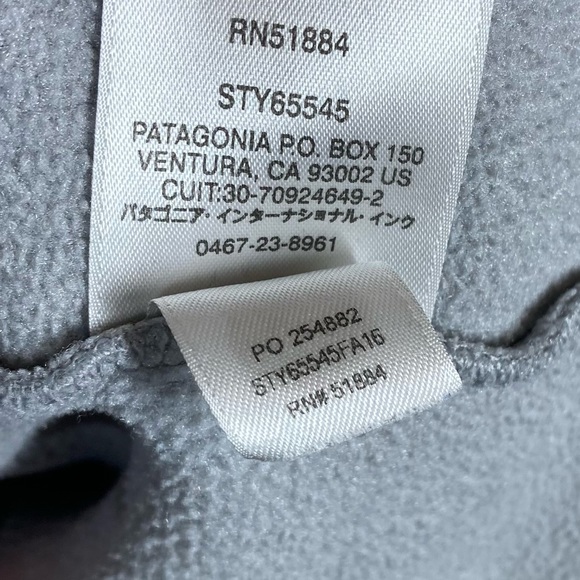 RN51884
STY65545
PATAGONIA P.O. BOX 150
VENTURA, CA 93002 US
CUIT:30-70924649-2
パタゴニア・インターナショナル・インク
0467-23-8961
PO 254882
STY65545FA16
RN# 51884